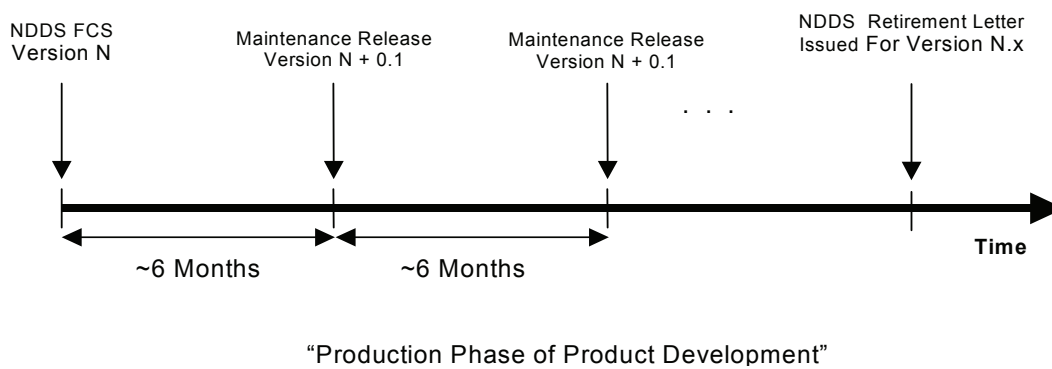 NDDS FCS
Version N
Maintenance Release
Version N + 0.1
Maintenance Release
Version N + 0.1
NDDS Retirement Letter
Issued For Version N.x
. . .
Time
~6 Months
~6 Months
“Production Phase of Product Development”